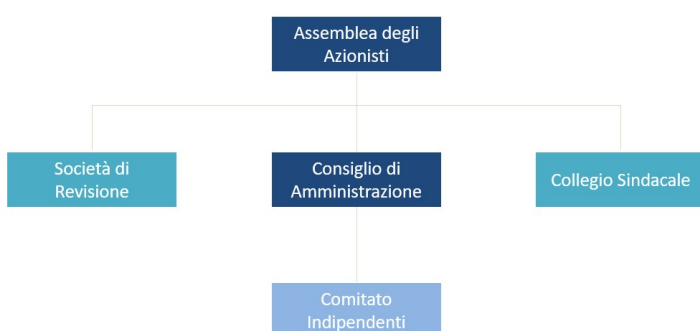 Assemblea degli
Azionisti
Società di
Revisione
Consiglio di
Amministrazione
Collegio Sindacale
Comitato
Indipendenti